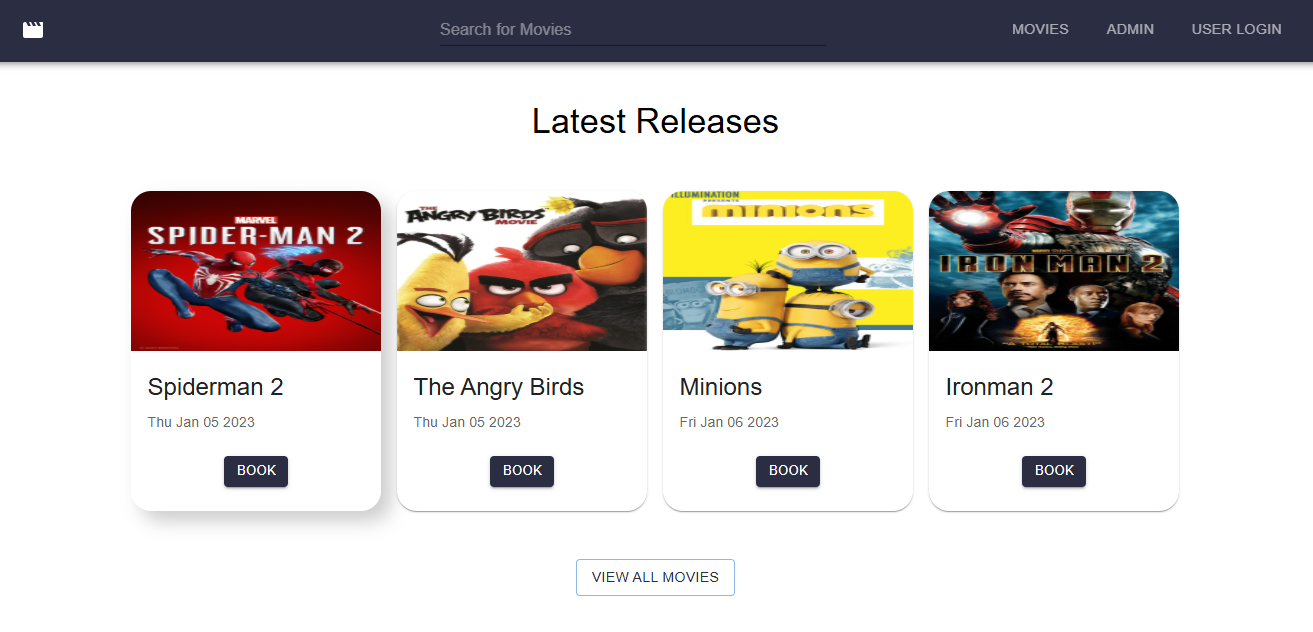 Search for Movies
MOVIES
ADMIN
USER LOGIN
Latest Releases
MARVEL
SPIDER-MAN 2
THE
ANGRY BIRDS
MOVIE
ILLUMINATION
PRESENTS
MINIONS
IRON MAN 2
Spiderman 2
The Angry Birds
Minions
Ironman 2
Thu Jan 05 2023
Thu Jan 05 2023
Fri Jan 06 2023
Fri Jan 06 2023
BOOK
BOOK
BOOK
BOOK
VIEW ALL MOVIES